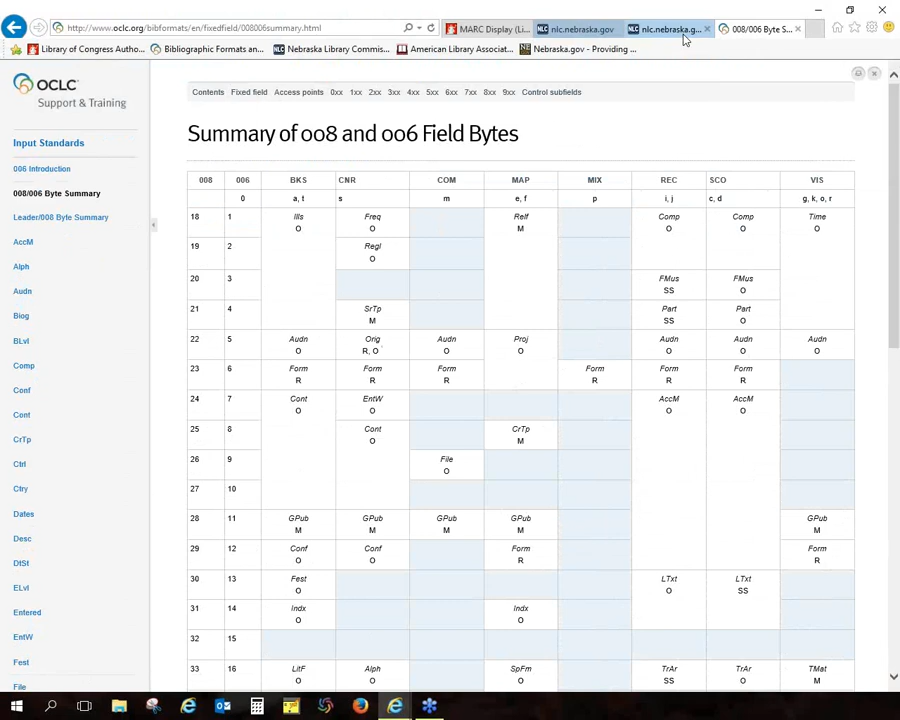 http://www.oclc.org/bibformats/en/fixedfield/008006summary.html
MARC Display (Li...
nlc.nebraska.gov
nlc.nebraska.g...
008/006 Byte S...
Library of Congress Autho...
Bibliographic Formats an...
Nebraska Library Commis...
American Library Associat...
Nebraska.gov - Providing ...
OCLC
Support & Training
Input Standards
006 Introduction
008/006 Byte Summary
Leader/008 Byte Summary
AccM
Alph
Audn
Biog
BLvl
Comp
Conf
Cont
CrTp
Ctrl
Ctry
Dates
Desc
DtSt
ELvl
Entered
EntW
Fest
File
Contents Fixed field Access points 0xx 1xx 2xx 3xx 4xx 5xx 6xx 7xx 8xx 9xx Control subfields
Summary of 008 and 006 Field Bytes
008 006 BKS CNR COM MAP MIX REC SCO VIS
0 a, t s m e, f p i, j c, d g, k, o, r
18 1 Ills Freq Relf Comp Comp Time
O O M O O O
19 2 Regl
O
20 3 FMus FMus
SS O
21 4 SrTp Part Part
M SS O
22 5 Audn Orig Audn Proj Audn Audn Audn
O R, O O O O O O
23 6 Form Form Form Form Form Form
R R R R R R
24 7 Cont EntW AccM AccM
O O O O
25 8 Cont CrTp
O M
26 9 File
O
27 10
28 11 GPub GPub GPub GPub GPub
M M M M M
29 12 Conf Conf Form Form
O O R R
30 13 Fest LTxt LTxt
O O SS
31 14 Indx Indx
O O
32 15
33 16 LitF Alph SpFm TrAr TrAr TMat
O O O SS O M